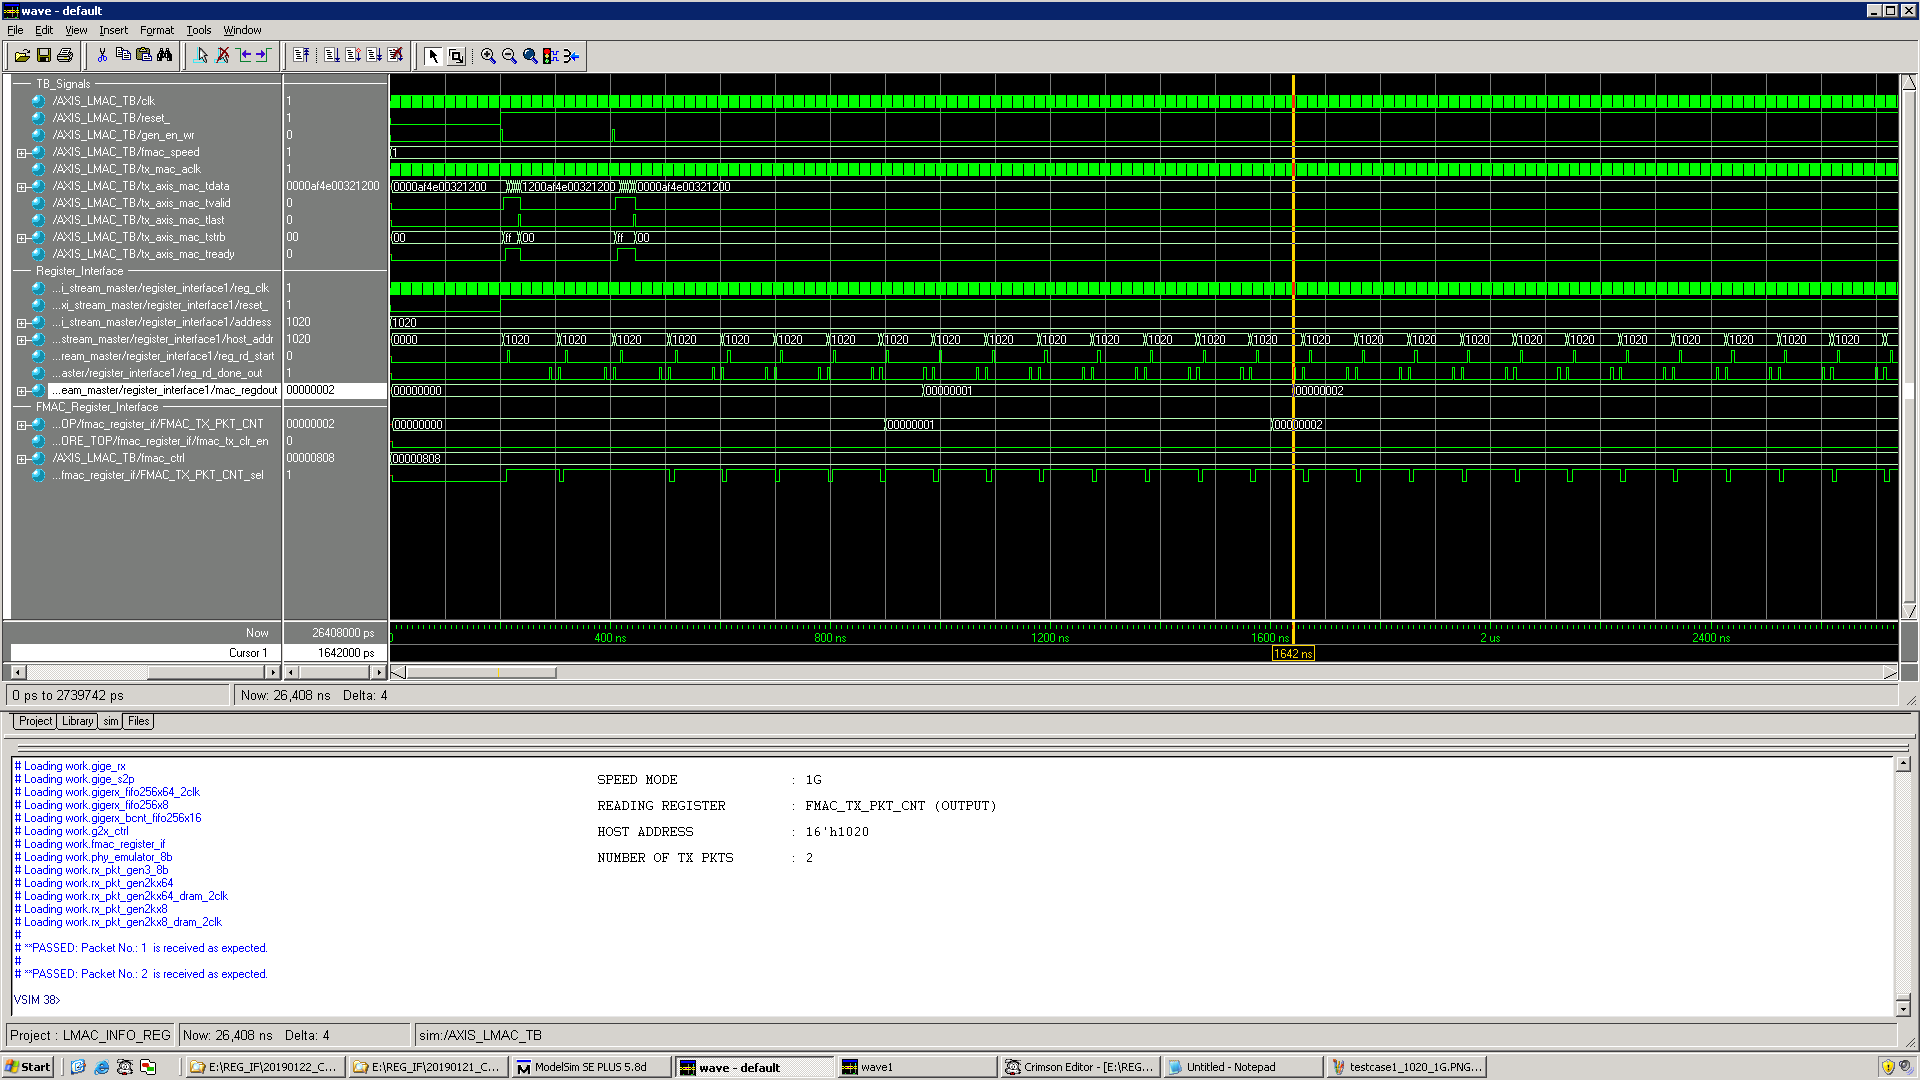 wave - default
File Edit View Insert Format Tools Window
TB_Signals
/AXIS_LMAC_TB/clk 1
/AXIS_LMAC_TB/reset_ 1
/AXIS_LMAC_TB/gen_en_wr 0
/AXIS_LMAC_TB/fmac_speed 1 1
/AXIS_LMAC_TB/tx_mac_aclk 1
/AXIS_LMAC_TB/tx_axis_mac_tdata 0000af4e00321200 0000af4e00321200 1200af4e00321200 0000af4e00321200
/AXIS_LMAC_TB/tx_axis_mac_tvalid 0
/AXIS_LMAC_TB/tx_axis_mac_tlast 0
/AXIS_LMAC_TB/tx_axis_mac_tstrb 00 00 ff 00 ff 00
/AXIS_LMAC_TB/tx_axis_mac_tready 0
Register_Interface
...i_stream_master/register_interface1/reg_clk 1
...xi_stream_master/register_interface1/reset_ 1
...i_stream_master/register_interface1/address 1020 1020
...stream_master/register_interface1/host_addr 1020 0000 1020 1020 1020 1020 1020 1020 1020 1020 1020 1020 1020 1020 1020 1020 1020 1020 1020 1020 1020 1020 1020 1020 1020 1020 1020 1020
...ream_master/register_interface1/reg_rd_start 0
...aster/register_interface1/reg_rd_done_out 1
...eam_master/register_interface1/mac_regdout 00000002 00000000 00000001 00000002
FMAC_Register_Interface
...OP/fmac_register_if/FMAC_TX_PKT_CNT 00000002 00000000 00000001 00000002
...ORE_TOP/fmac_register_if/fmac_tx_clr_en 0
/AXIS_LMAC_TB/fmac_ctrl 00000808 00000808
...fmac_register_if/FMAC_TX_PKT_CNT_sel 1
Now 26408000 ps 0 400 ns 800 ns 1200 ns 1600 ns 2 us 2400 ns
Cursor 1 1642000 ps 1642 ns
0 ps to 2739742 ps Now: 26,408 ns Delta: 4
Project Library sim Files
# Loading work.gige_rx
# Loading work.gige_s2p
# Loading work.gigerx_fifo256x64_2clk
# Loading work.gigerx_fifo256x8
# Loading work.gigerx_bcnt_fifo256x16
# Loading work.g2x_ctrl
# Loading work.fmac_register_if
# Loading work.phy_emulator_8b
# Loading work.rx_pkt_gen3_8b
# Loading work.rx_pkt_gen2kx64
# Loading work.rx_pkt_gen2kx64_dram_2clk
# Loading work.rx_pkt_gen2kx8
# Loading work.rx_pkt_gen2kx8_dram_2clk
#
# **PASSED: Packet No.: 1 is received as expected.
#
# **PASSED: Packet No.: 2 is received as expected.
VSIM 38>
SPEED MODE : 1G
READING REGISTER : FMAC_TX_PKT_CNT (OUTPUT)
HOST ADDRESS : 16'h1020
NUMBER OF TX PKTS : 2
Project : LMAC_INFO_REG Now: 26,408 ns Delta: 4 sim:/AXIS_LMAC_TB
Start E:\REG_IF\20190122_C... E:\REG_IF\20190121_C... ModelSim SE PLUS 5.8d wave - default wave1 Crimson Editor - [E:\REG... Untitled - Notepad testcase1_1020_1G.PNG...